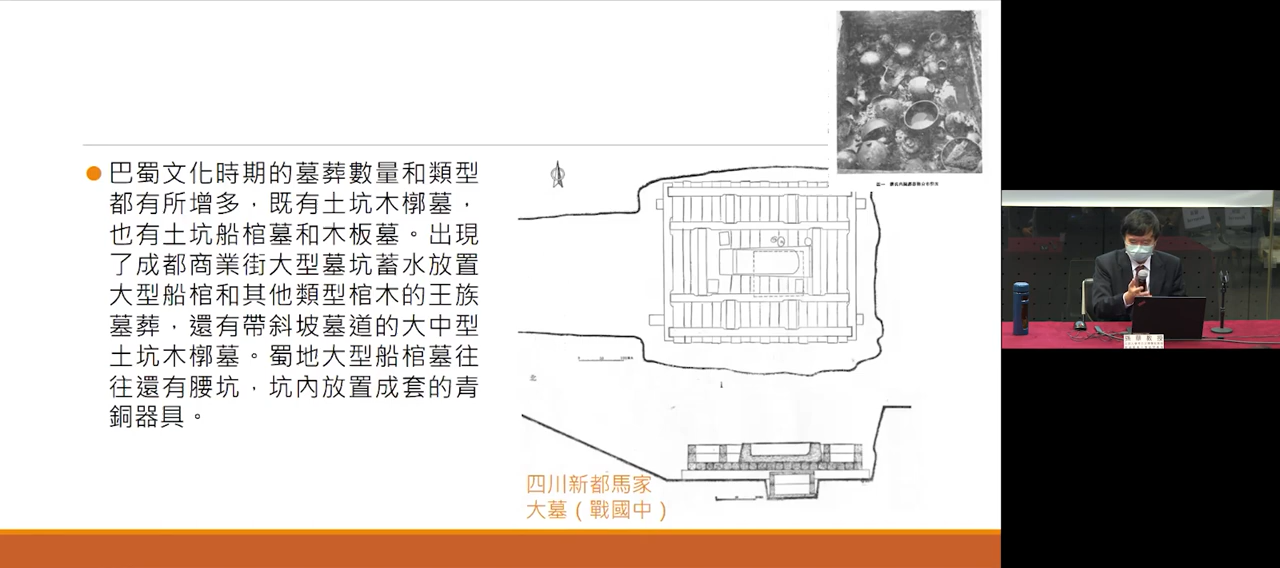 巴蜀文化時期的墓葬數量和類型
都有所增多，既有土坑木槨墓，
也有土坑船棺墓和木板墓。出現
了成都商業街大型墓坑蓄水放置
大型船棺和其他類型棺木的王族
墓葬，還有帶斜坡墓道的大中型
土坑木槨墓。蜀地大型船棺墓往
往還有腰坑，坑內放置成套的青
銅器具。
北
四川新都馬家
大墓（戰國中）